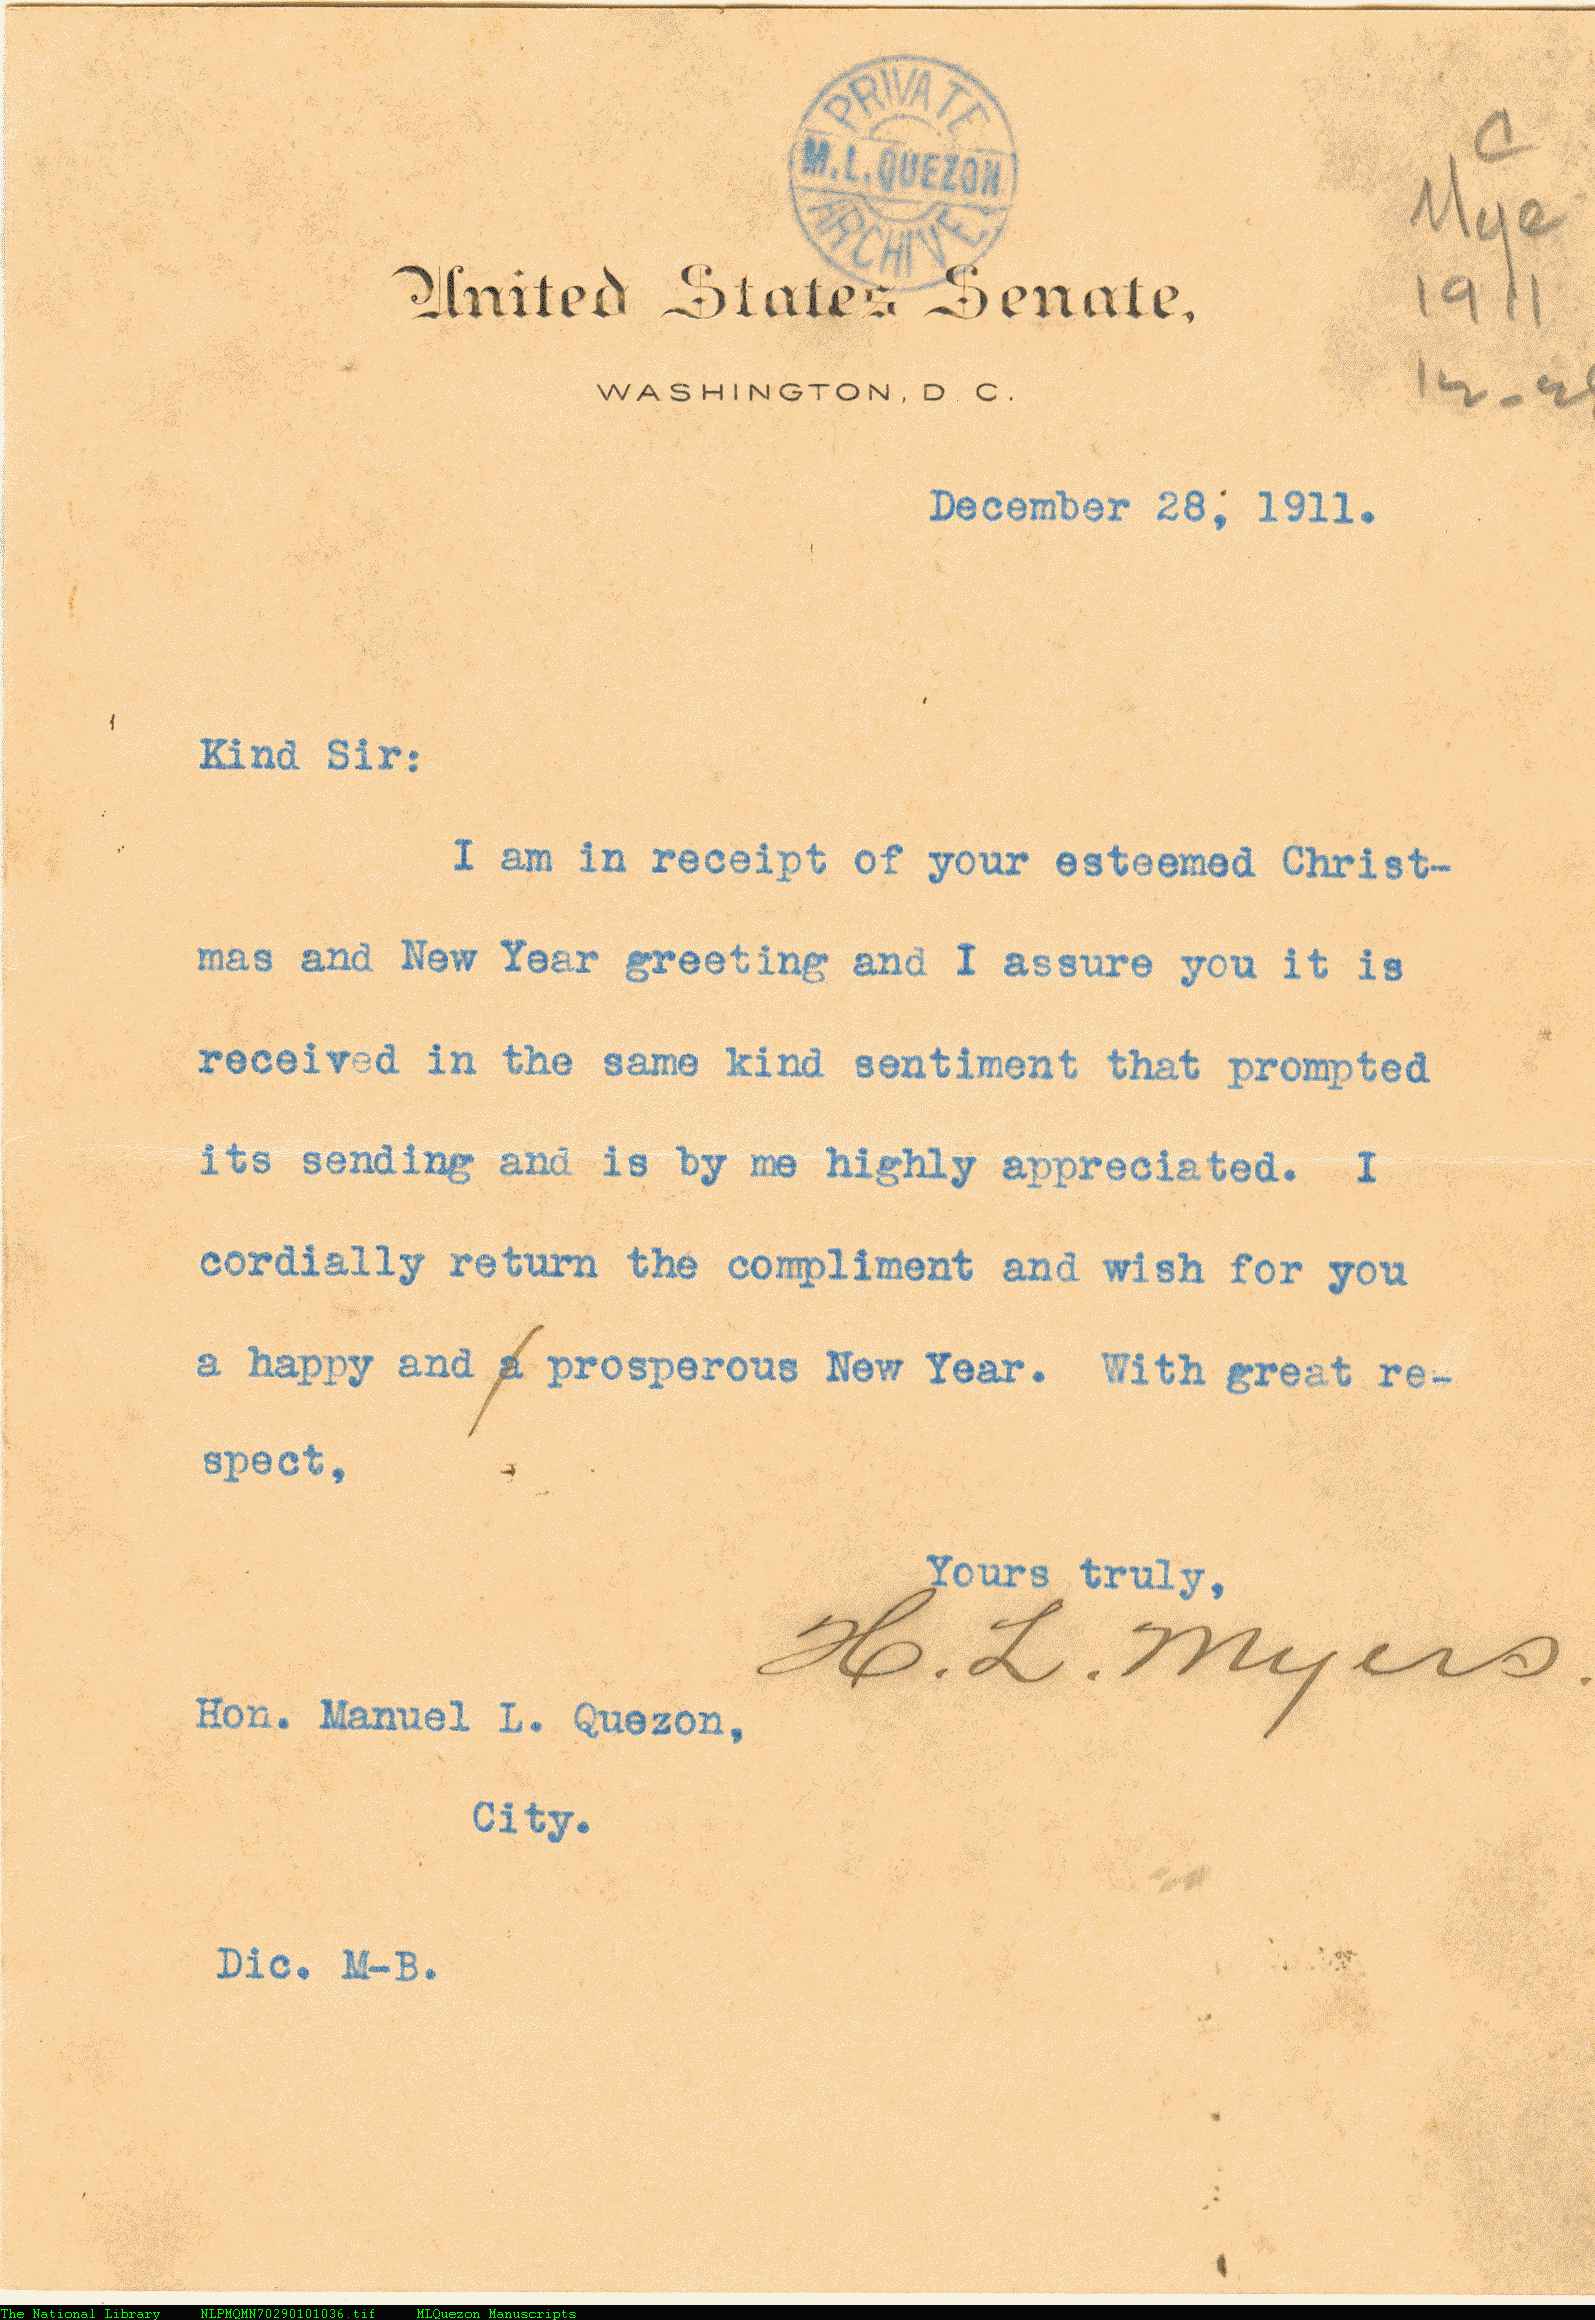 PRIVATE
M.L.QUEZON
ARCHIVE
C
Mye
1911
United States Senate,
WASHINGTON, D. C.
December 28, 1911.
Kind Sir:
I am in receipt of your esteemed Christ-
mas and New Year greeting and I assure you it is
received in the same kind sentiment that prompted
its sending and is by me highly appreciated.  I
cordially return the compliment and wish for you
a happy and a prosperous New Year.  With great re-
spect,
Yours truly,
H. L. Myers.
Hon. Manuel L. Quezon,
City.
Dic. M-B.
The National Library NLPMQMN70290101036.tif MLQuezon Manuscripts